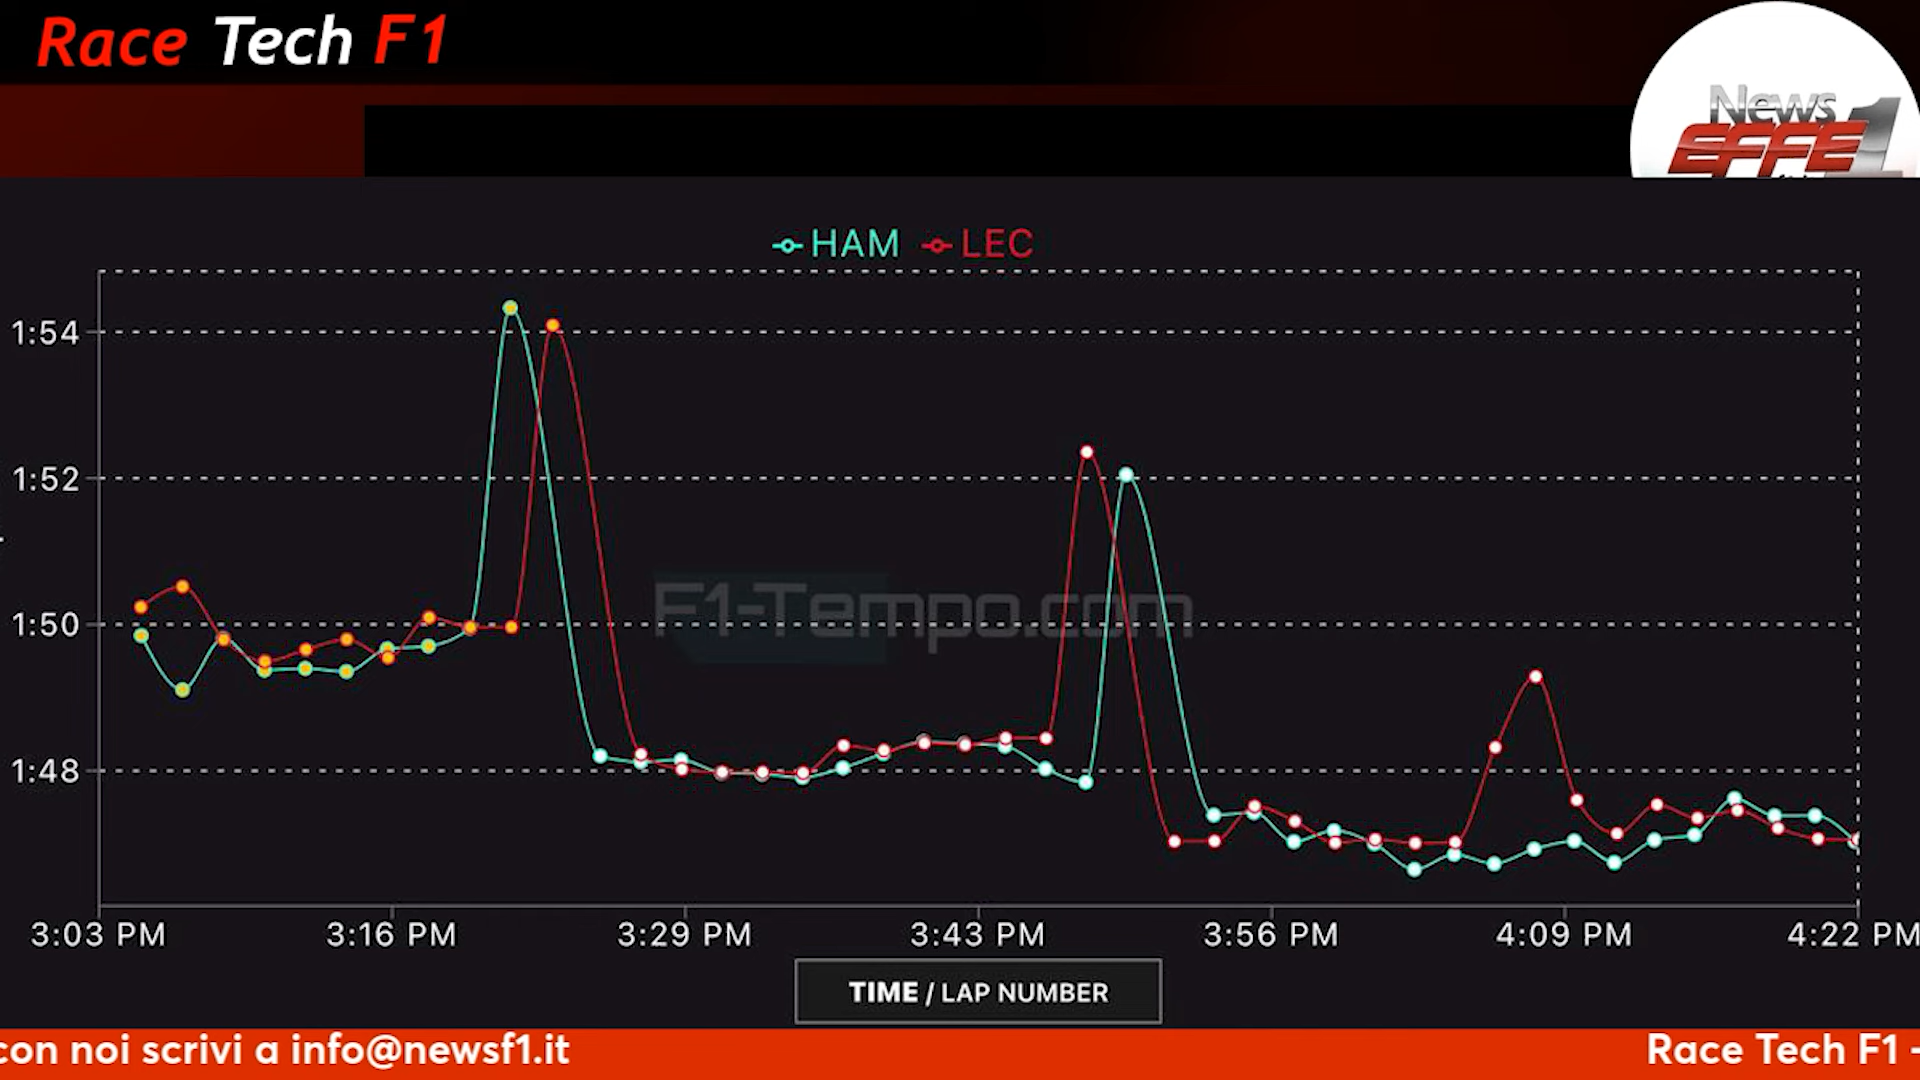 Race Tech F1
News
EFFE1
HAM LEC
1:54
1:52
1:50
1:48
F1-Tempo.com
3:03 PM 3:16 PM 3:29 PM 3:43 PM 3:56 PM 4:09 PM 4:22 PM
TIME / LAP NUMBER
con noi scrivi a info@newsf1.it
Race Tech F1 -